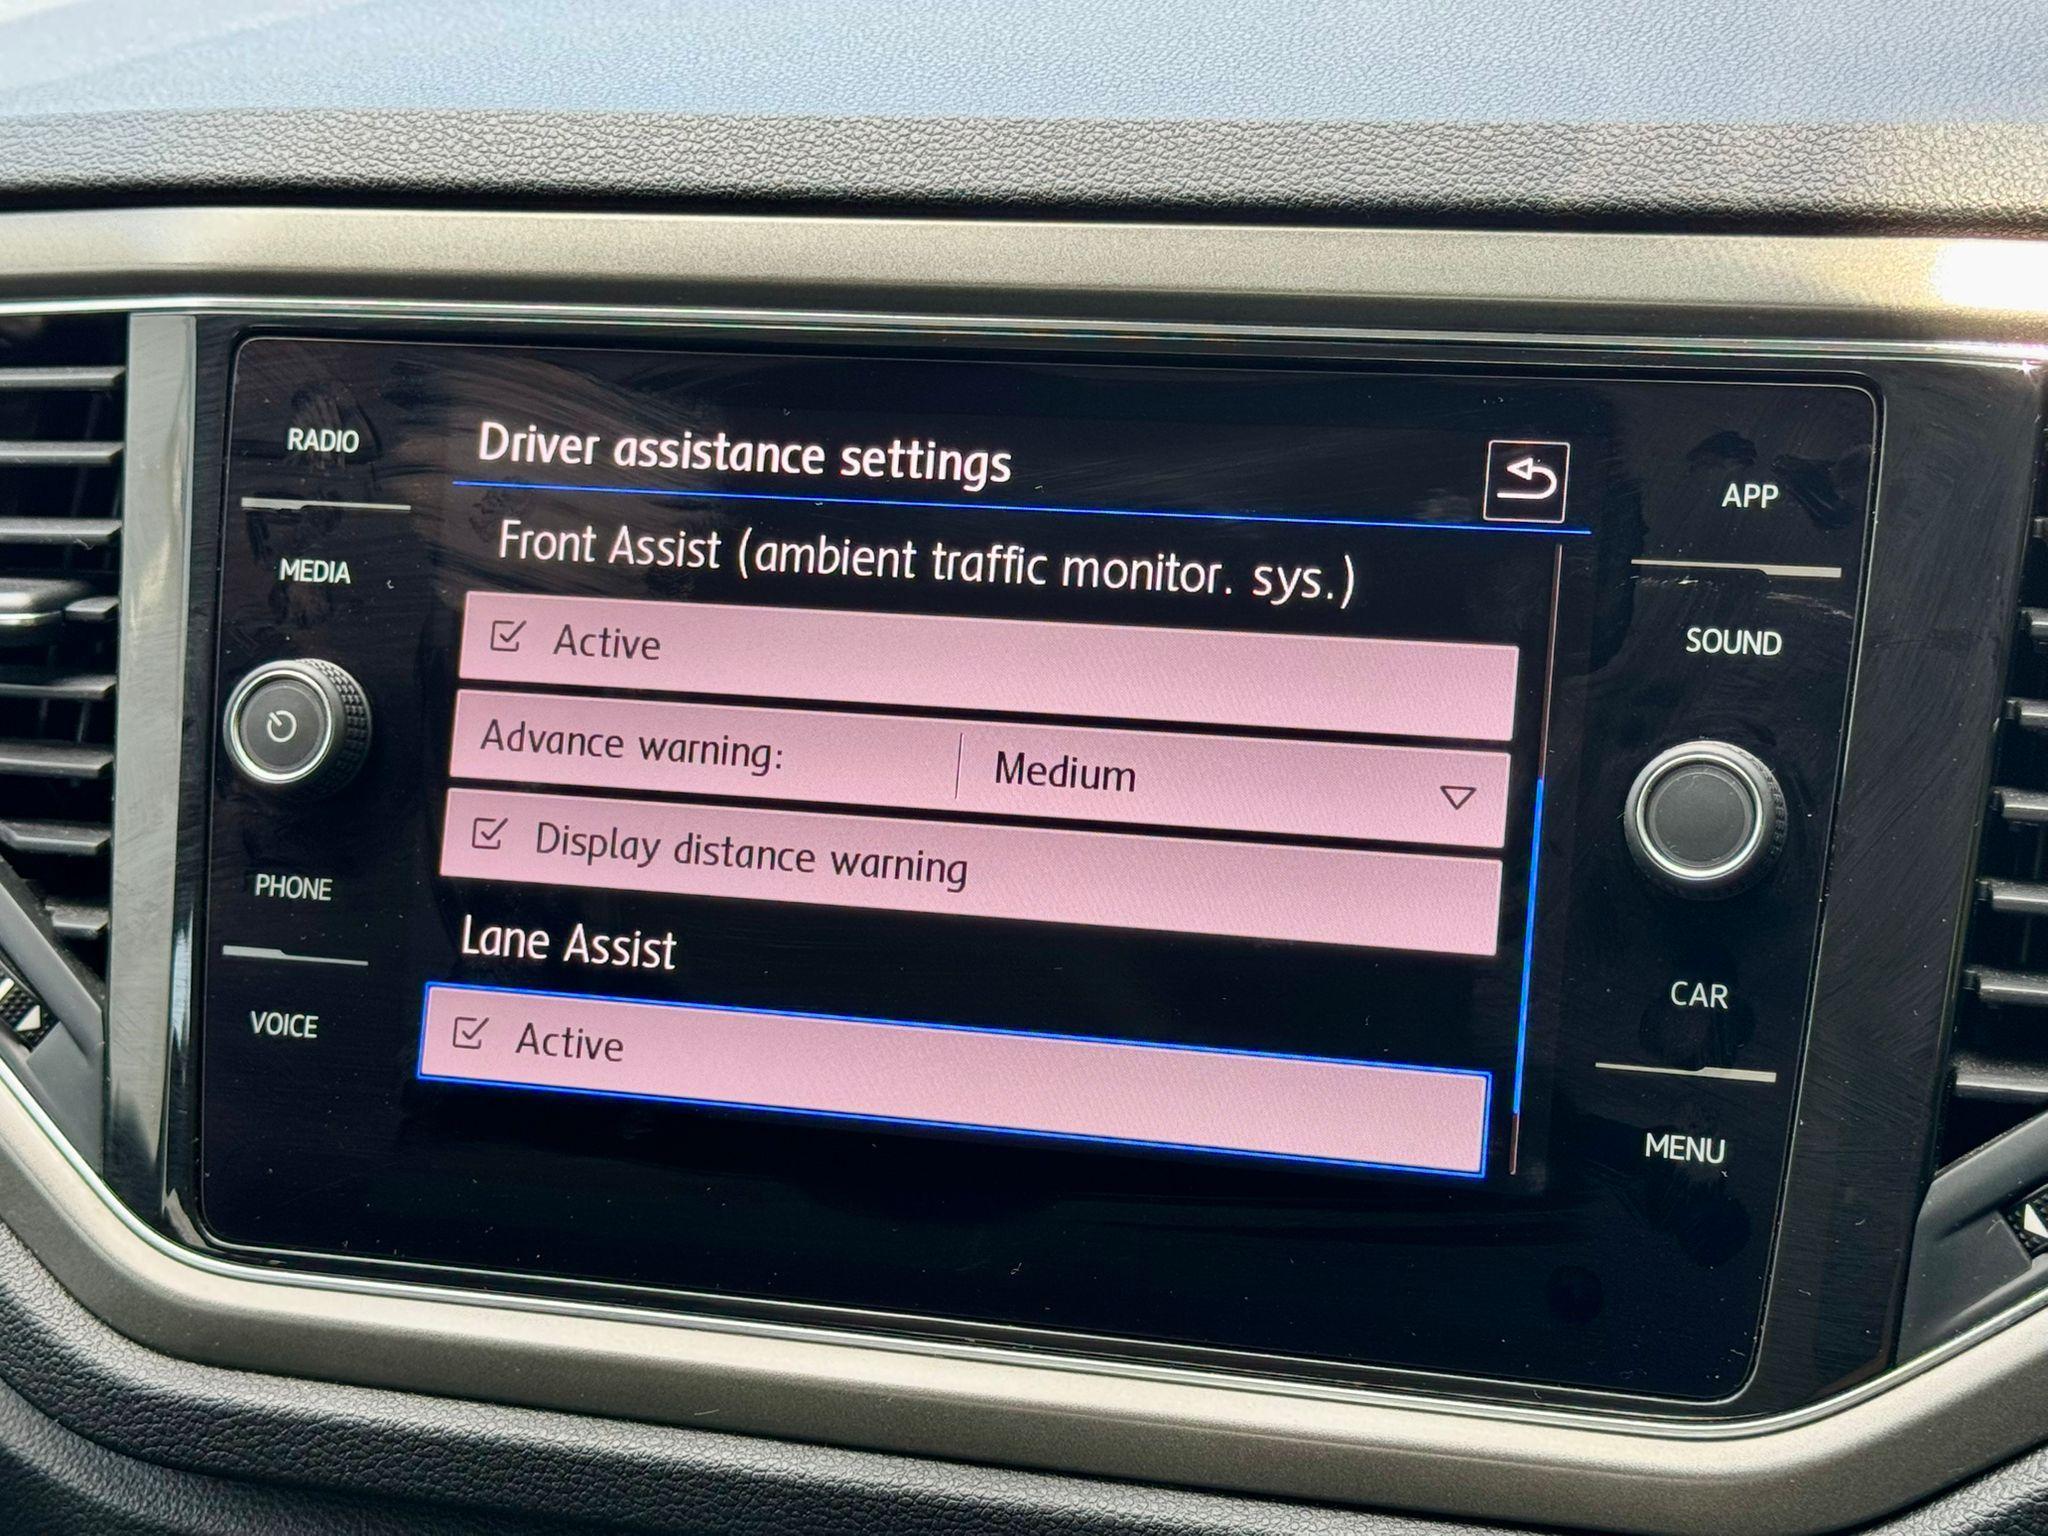 RADIO
MEDIA
PHONE
VOICE
Driver assistance settings
Front Assist (ambient traffic monitor. sys.)
Active
Advance warning: Medium
Display distance warning
Lane Assist
Active
APP
SOUND
CAR
MENU